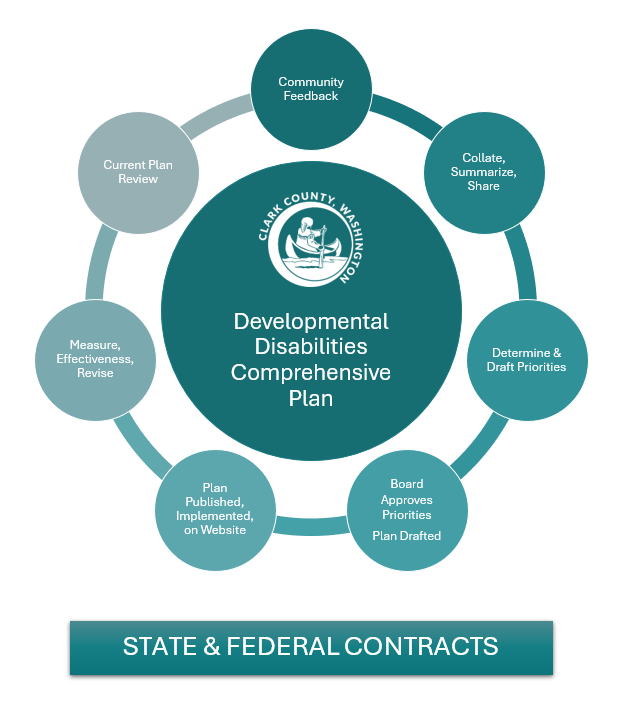 Community
Feedback
Collate,
Summarize,
Share
Determine &
Draft Priorities
Board
Approves
Priorities
Plan Drafted
Plan
Published,
Implemented,
on Website
Measure,
Effectiveness,
Revise
Current Plan
Review
CLARK COUNTY, WASHINGTON
Developmental
Disabilities
Comprehensive
Plan
STATE & FEDERAL CONTRACTS